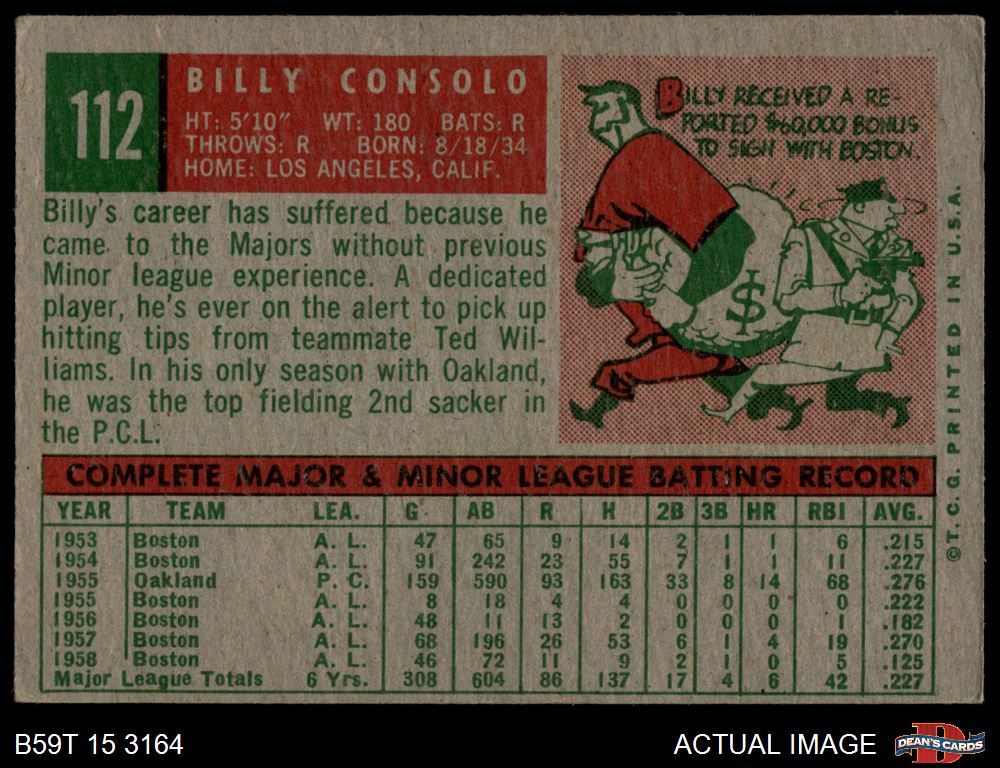 112
BILLY CONSOLO
HT: 5'10" WT: 180 BATS: R
THROWS: R BORN: 8/18/34
HOME: LOS ANGELES, CALIF.
BILLY RECEIVED A RE-
PORTED $60,000 BONUS
TO SIGN WITH BOSTON.
$
Billy's career has suffered because he
came to the Majors without previous
Minor league experience. A dedicated
player, he's ever on the alert to pick up
hitting tips from teammate Ted Wil-
liams. In his only season with Oakland,
he was the top fielding 2nd sacker in
the P.C.L.
COMPLETE MAJOR & MINOR LEAGUE BATTING RECORD
YEAR TEAM LEA. G AB R H 2B 3B HR RBI AVG.
1953 Boston A. L. 47 65 9 14 2 1 1 6 .215
1954 Boston A. L. 91 242 23 55 7 1 1 11 .227
1955 Oakland P. C. 159 590 93 163 33 8 14 68 .276
1955 Boston A. L. 8 18 4 4 0 0 0 0 .222
1956 Boston A. L. 48 11 13 2 0 0 0 1 .182
1957 Boston A. L. 68 196 26 53 6 1 4 19 .270
1958 Boston A. L. 46 72 11 9 2 1 0 5 .125
Major League Totals 6 Yrs. 308 604 86 137 17 4 6 42 .227
©T. C. G. PRINTED IN U.S.A.
B59T 15 3164
ACTUAL IMAGE
DEAN'S CARDS